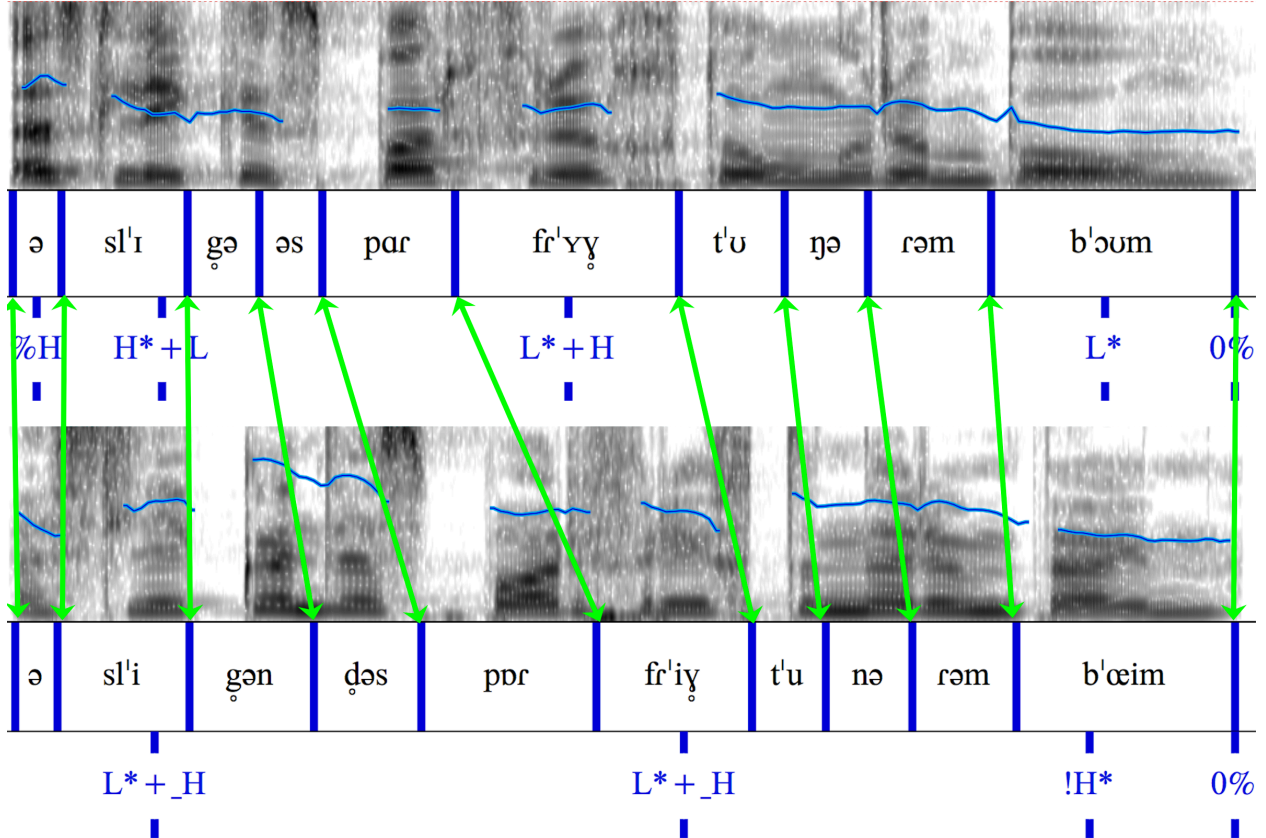 ə slˈɪ g̥ə əs pɑɾ frˈʏɣ̊ tˈʊ ŋə ɾəm bˈɔʊm
%H H*+L L*+H L* 0%
ə slˈi g̊ən d̥əs pɒɾ fɾˈiɣ̊ tˈu nə ɾəm bˈœim
L*+_H L*+_H !H* 0%